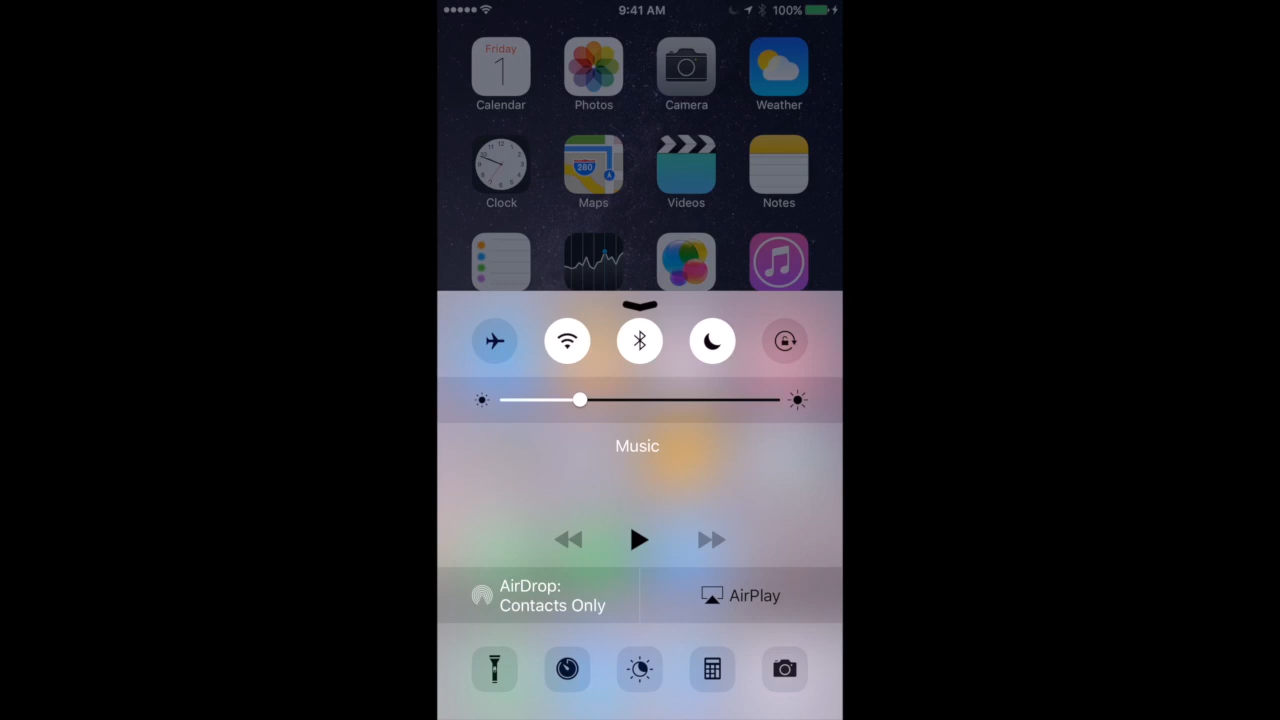 9:41 AM
100%
Friday
1
Calendar
Photos
Camera
Weather
280
Clock
Maps
Videos
Notes
Music
AirDrop:
Contacts Only
AirPlay